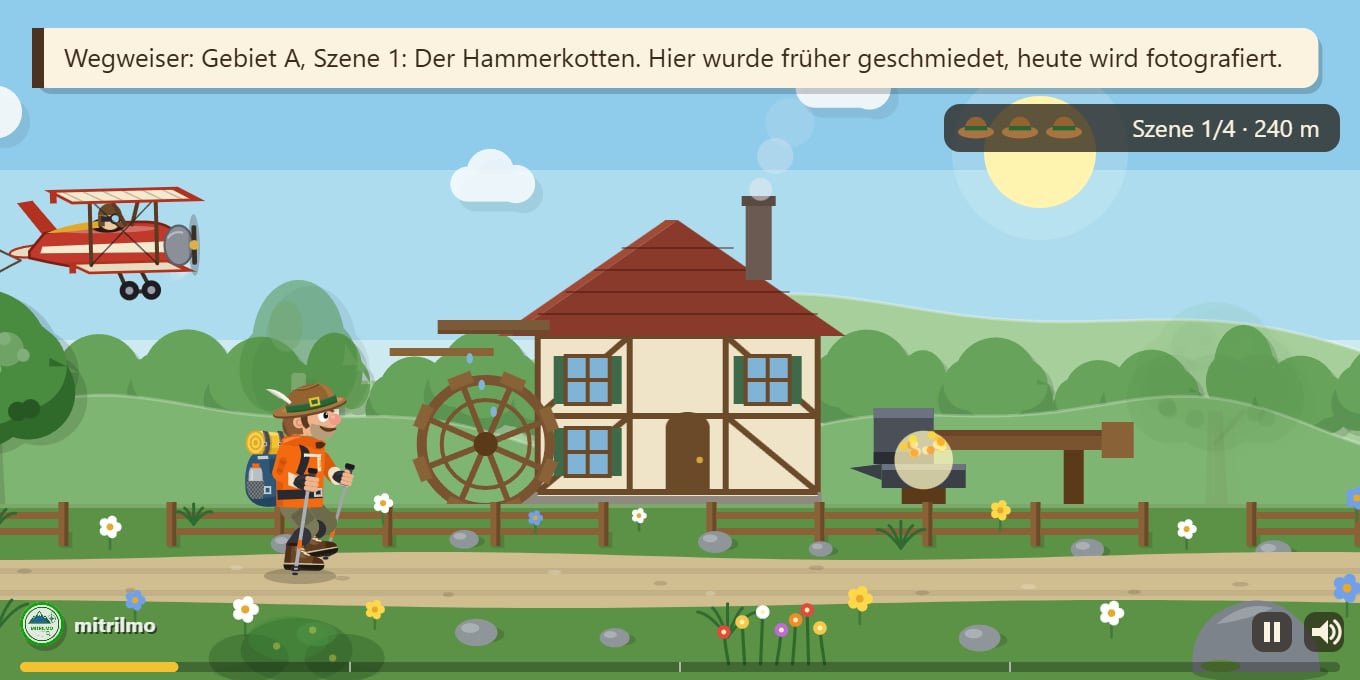 Wegweiser: Gebiet A, Szene 1: Der Hammerkotten. Hier wurde früher geschmiedet, heute wird fotografiert.
Szene 1/4 · 240 m
mitrilmo